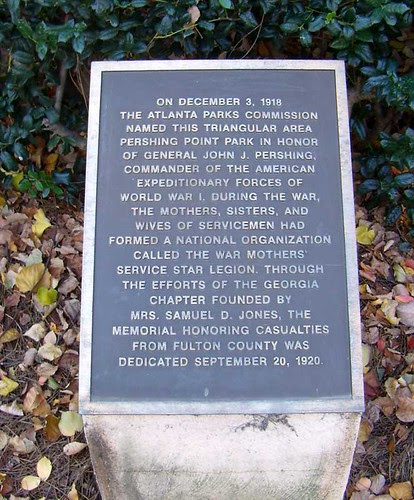 ON DECEMBER 3, 1918
THE ATLANTA PARKS COMMISSION
NAMED THIS TRIANGULAR AREA
PERSHING POINT PARK IN HONOR
OF GENERAL JOHN J. PERSHING,
COMMANDER OF THE AMERICAN
EXPEDITIONARY FORCES OF
WORLD WAR I. DURING THE WAR,
THE MOTHERS, SISTERS, AND
WIVES OF SERVICEMEN HAD
FORMED A NATIONAL ORGANIZATION
CALLED THE WAR MOTHERS'
SERVICE STAR LEGION. THROUGH
THE EFFORTS OF THE GEORGIA
CHAPTER FOUNDED BY
MRS. SAMUEL D. JONES, THE
MEMORIAL HONORING CASUALTIES
FROM FULTON COUNTY WAS
DEDICATED SEPTEMBER 20, 1920.